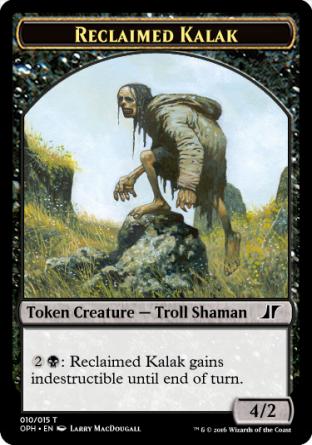 RECLAIMED KALAK
Token Creature — Troll Shaman
2: Reclaimed Kalak gains
indestructible until end of turn.
4/2
010/015 T
OPH • EN LARRY MACDOUGALL
™ & © 2016 Wizards of the Coast